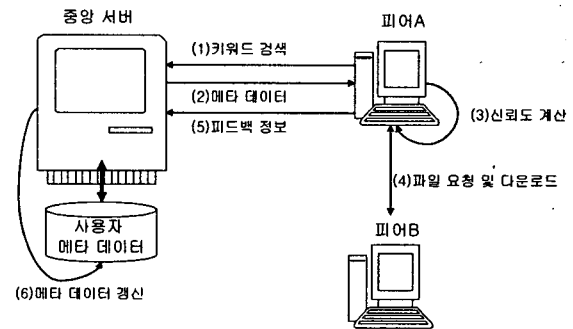 중앙 서버
피어A
(1)키워드 검색
(2)메타 데이터
(5)피드백 정보
(3)신뢰도 계산
(4)파일 요청 및 다운로드
사용자
메타 데이터
피어B
(6)메타 데이터 갱신